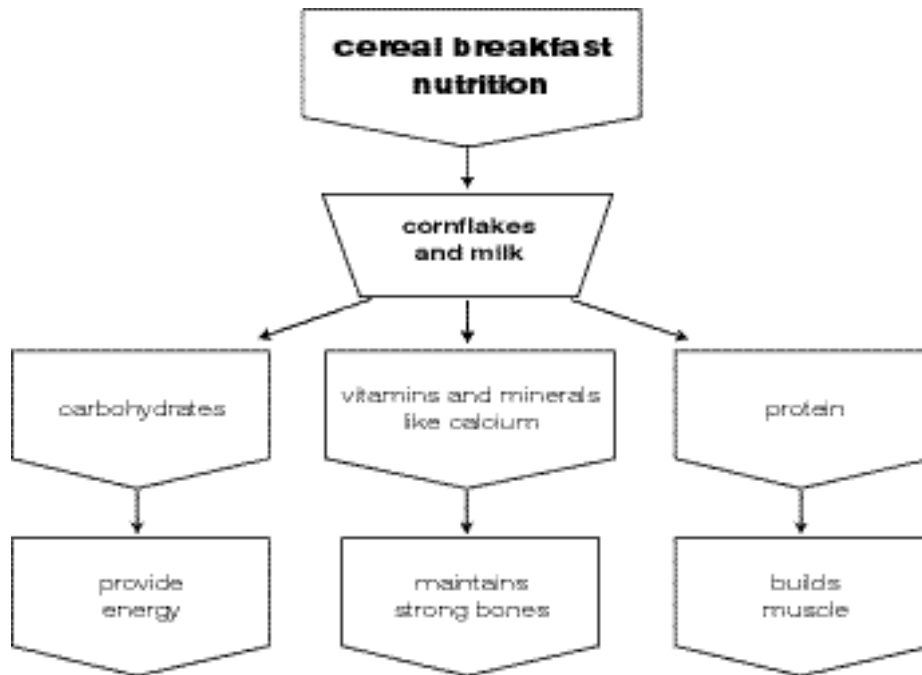 cereal breakfast
nutrition
cornflakes
and milk
carbohydrates
vitamins and minerals
like calcium
protein
provide
energy
maintains
strong bones
builds
muscle